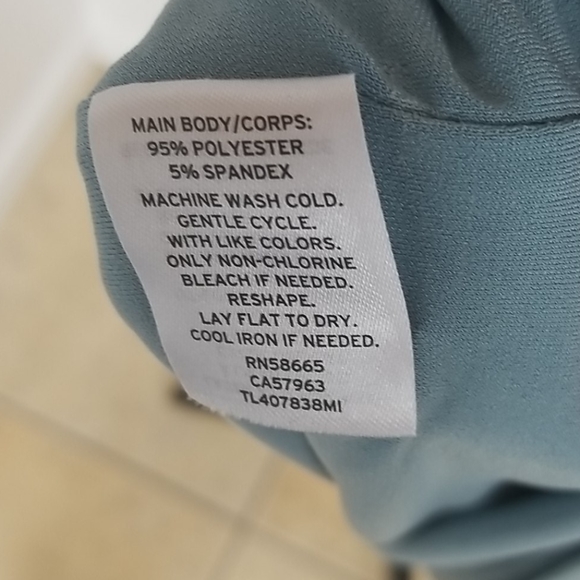 MAIN BODY/CORPS:
95% POLYESTER
5% SPANDEX
MACHINE WASH COLD.
GENTLE CYCLE.
WITH LIKE COLORS.
ONLY NON-CHLORINE
BLEACH IF NEEDED.
RESHAPE.
LAY FLAT TO DRY.
COOL IRON IF NEEDED.
RN58665
CA57963
TL407838MI